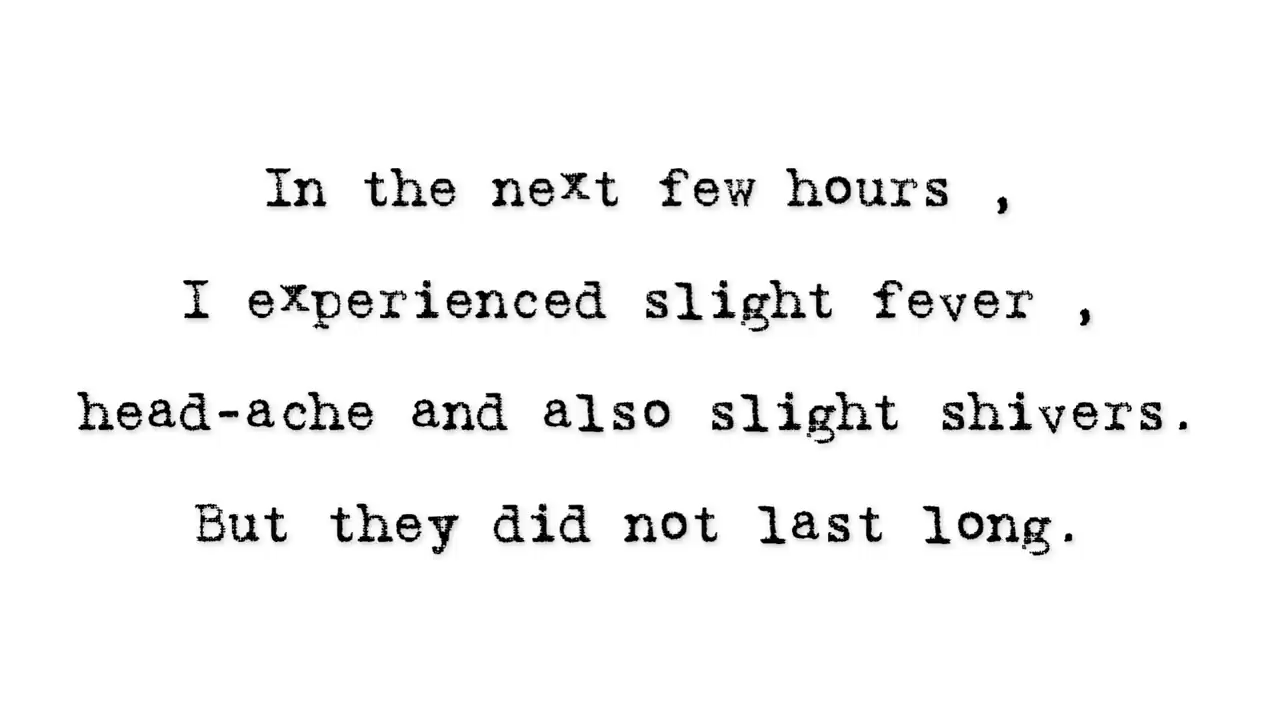 In the next few hours ,
I experienced slight fever ,
head-ache and also slight shivers.
But they did not last long.